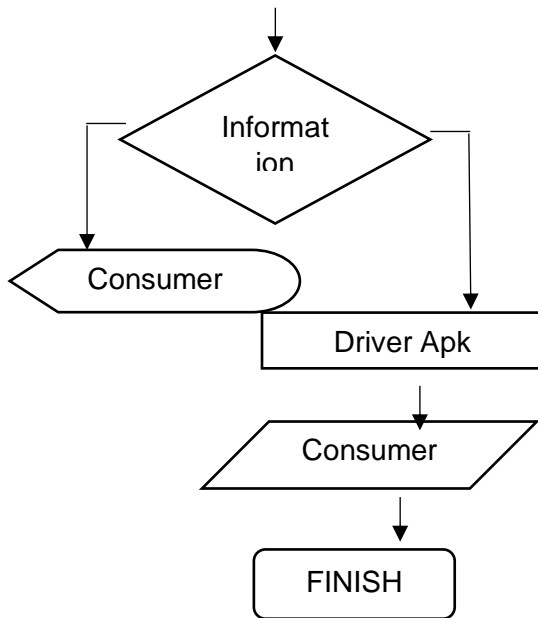 Informat
ion
Consumer
Driver Apk
Consumer
FINISH